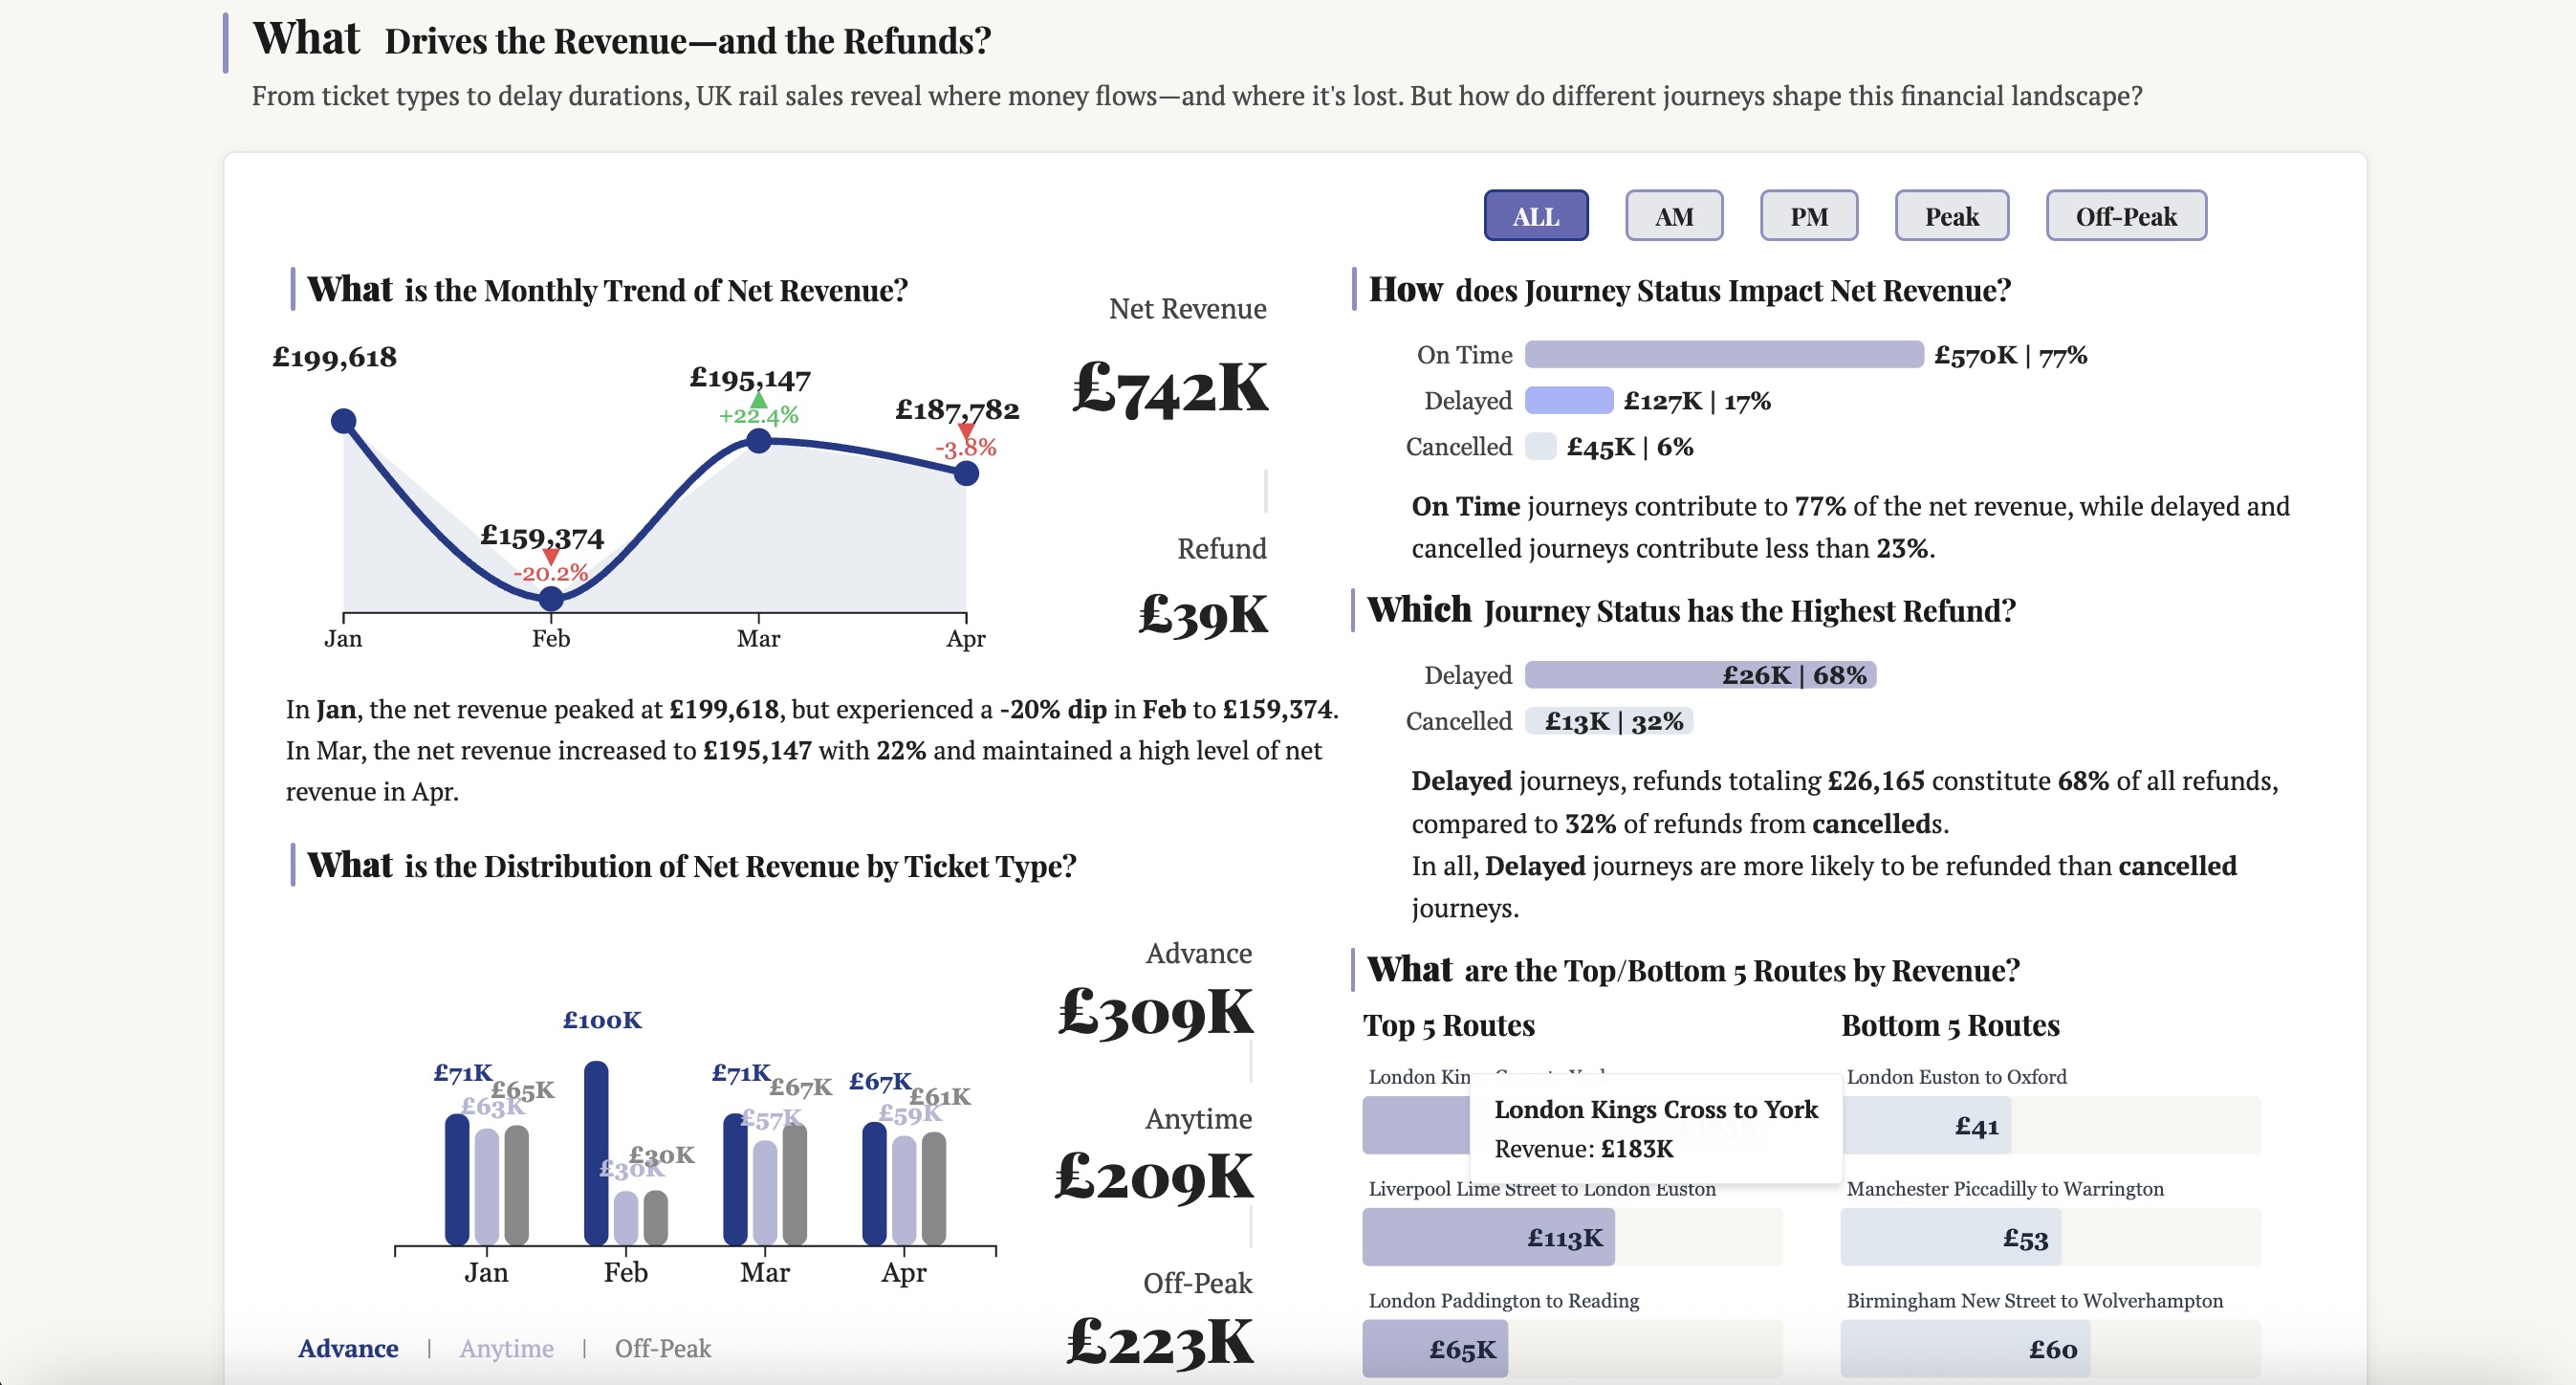 What Drives the Revenue—and the Refunds?
From ticket types to delay durations, UK rail sales reveal where money flows—and where it's lost. But how do different journeys shape this financial landscape?
ALL
AM
PM
Peak
Off-Peak
What is the Monthly Trend of Net Revenue?
£199,618
£159,374
-20.2%
£195,147
+22.4%
£187,782
-3.8%
Jan
Feb
Mar
Apr
Net Revenue
£742K
Refund
£39K
In Jan, the net revenue peaked at £199,618, but experienced a -20% dip in Feb to £159,374.
In Mar, the net revenue increased to £195,147 with 22% and maintained a high level of net
revenue in Apr.
What is the Distribution of Net Revenue by Ticket Type?
£71K
£63K
£65K
£100K
£30K
£30K
£71K
£57K
£67K
£67K
£59K
£61K
Jan
Feb
Mar
Apr
Advance | Anytime | Off-Peak
Advance
£309K
Anytime
£209K
Off-Peak
£223K
How does Journey Status Impact Net Revenue?
On Time £570K | 77%
Delayed £127K | 17%
Cancelled £45K | 6%
On Time journeys contribute to 77% of the net revenue, while delayed and
cancelled journeys contribute less than 23%.
Which Journey Status has the Highest Refund?
Delayed £26K | 68%
Cancelled £13K | 32%
Delayed journeys, refunds totaling £26,165 constitute 68% of all refunds,
compared to 32% of refunds from cancelleds.
In all, Delayed journeys are more likely to be refunded than cancelled
journeys.
What are the Top/Bottom 5 Routes by Revenue?
Top 5 Routes
London
London Kings Cross to York
Revenue: £183K
Liverpool Lime Street to London Euston
£113K
London Paddington to Reading
£65K
Bottom 5 Routes
London Euston to Oxford
£41
Manchester Piccadilly to Warrington
£53
Birmingham New Street to Wolverhampton
£60